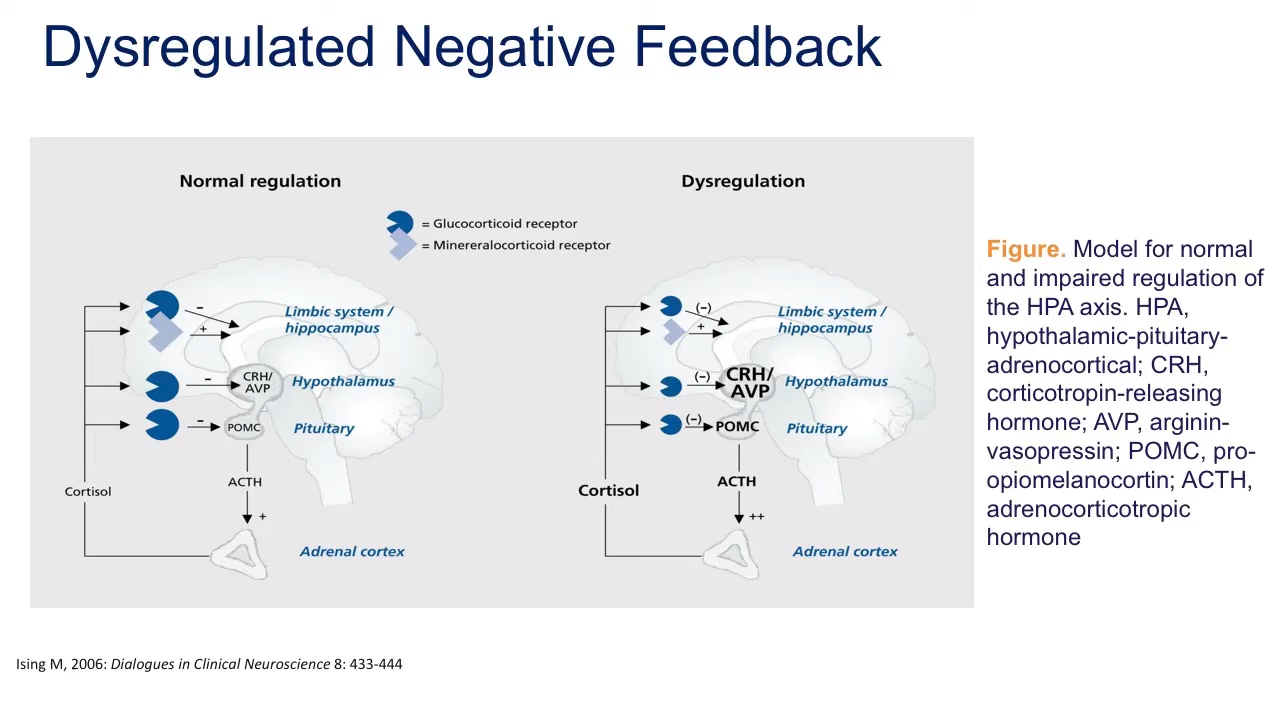 Dysregulated Negative Feedback
Normal regulation
Dysregulation
= Glucocorticoid receptor
= Minereralocorticoid receptor
–
+
Limbic system /
hippocampus
–
CRH/
AVP
Hypothalamus
–
POMC
Pituitary
Cortisol
ACTH
+
Adrenal cortex
(–)
+
Limbic system /
hippocampus
(–)
CRH/
AVP
Hypothalamus
(–)
POMC
Pituitary
Cortisol
ACTH
++
Adrenal cortex
Figure. Model for normal
and impaired regulation of
the HPA axis. HPA,
hypothalamic-pituitary-
adrenocortical; CRH,
corticotropin-releasing
hormone; AVP, arginin-
vasopressin; POMC, pro-
opiomelanocortin; ACTH,
adrenocorticotropic
hormone
Ising M, 2006: Dialogues in Clinical Neuroscience 8: 433-444